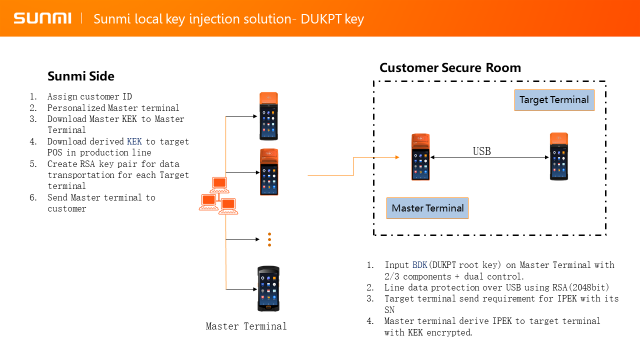 SUNMI
Sunmi local key injection solution- DUKPT key
Sunmi Side
1. Assign customer ID
2. Personalized Master terminal
3. Download Master KEK to Master
Terminal
4. Download derived KEK to target
POS in production line
5. Create RSA key pair for data
transportation for each Target
terminal
6. Send Master terminal to
customer
Master Terminal
Customer Secure Room
Target Terminal
USB
Master Terminal
1. Input BDK(DUKPT root key) on Master Terminal with
2/3 components + dual control.
2. Line data protection over USB using RSA(2048bit)
3. Target terminal send requirement for IPEK with its
SN
4. Master terminal derive IPEK to target terminal
with KEK encrypted.